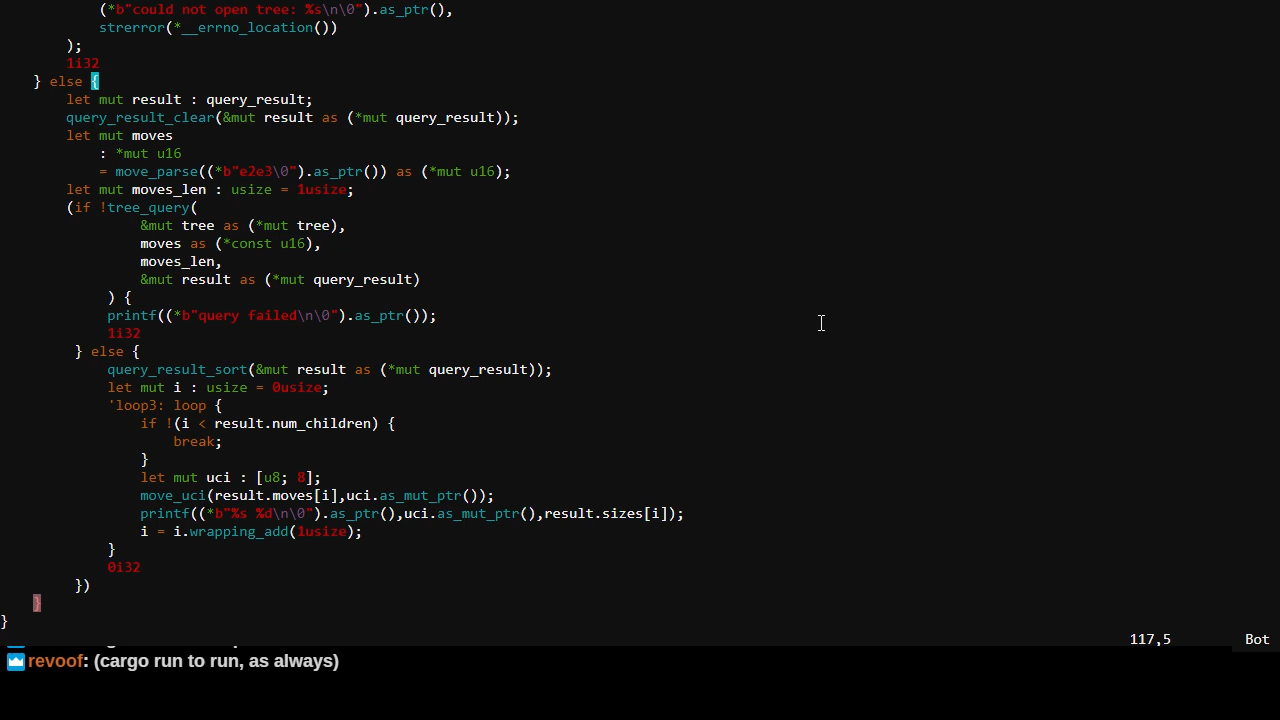 (*b"could not open tree: %s\n\0").as_ptr(),
strerror(*__errno_location())
);
1i32
} else {
let mut result : query_result;
query_result_clear(&mut result as (*mut query_result));
let mut moves
: *mut u16
= move_parse((*b"e2e3\0").as_ptr()) as (*mut u16);
let mut moves_len : usize = 1usize;
(if !tree_query(
&mut tree as (*mut tree),
moves as (*const u16),
moves_len,
&mut result as (*mut query_result)
) {
printf((*b"query failed\n\0").as_ptr());
1i32
} else {
query_result_sort(&mut result as (*mut query_result));
let mut i : usize = 0usize;
'loop3: loop {
if !(i < result.num_children) {
break;
}
let mut uci : [u8; 8];
move_uci(result.moves[i],uci.as_mut_ptr());
printf((*b"%s %d\n\0").as_ptr(),uci.as_mut_ptr(),result.sizes[i]);
i = i.wrapping_add(1usize);
}
0i32
})
}
}
117,5 Bot
revoof: (cargo run to run, as always)